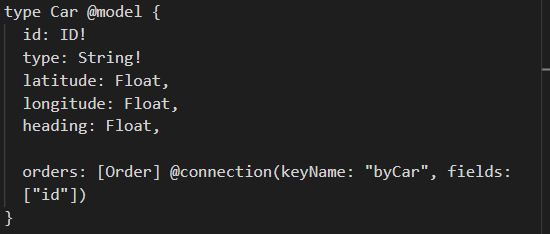 type Car @model {
  id: ID!
  type: String!
  latitude: Float,
  longitude: Float,
  heading: Float,

  orders: [Order] @connection(keyName: "byCar", fields:
  ["id"])
}